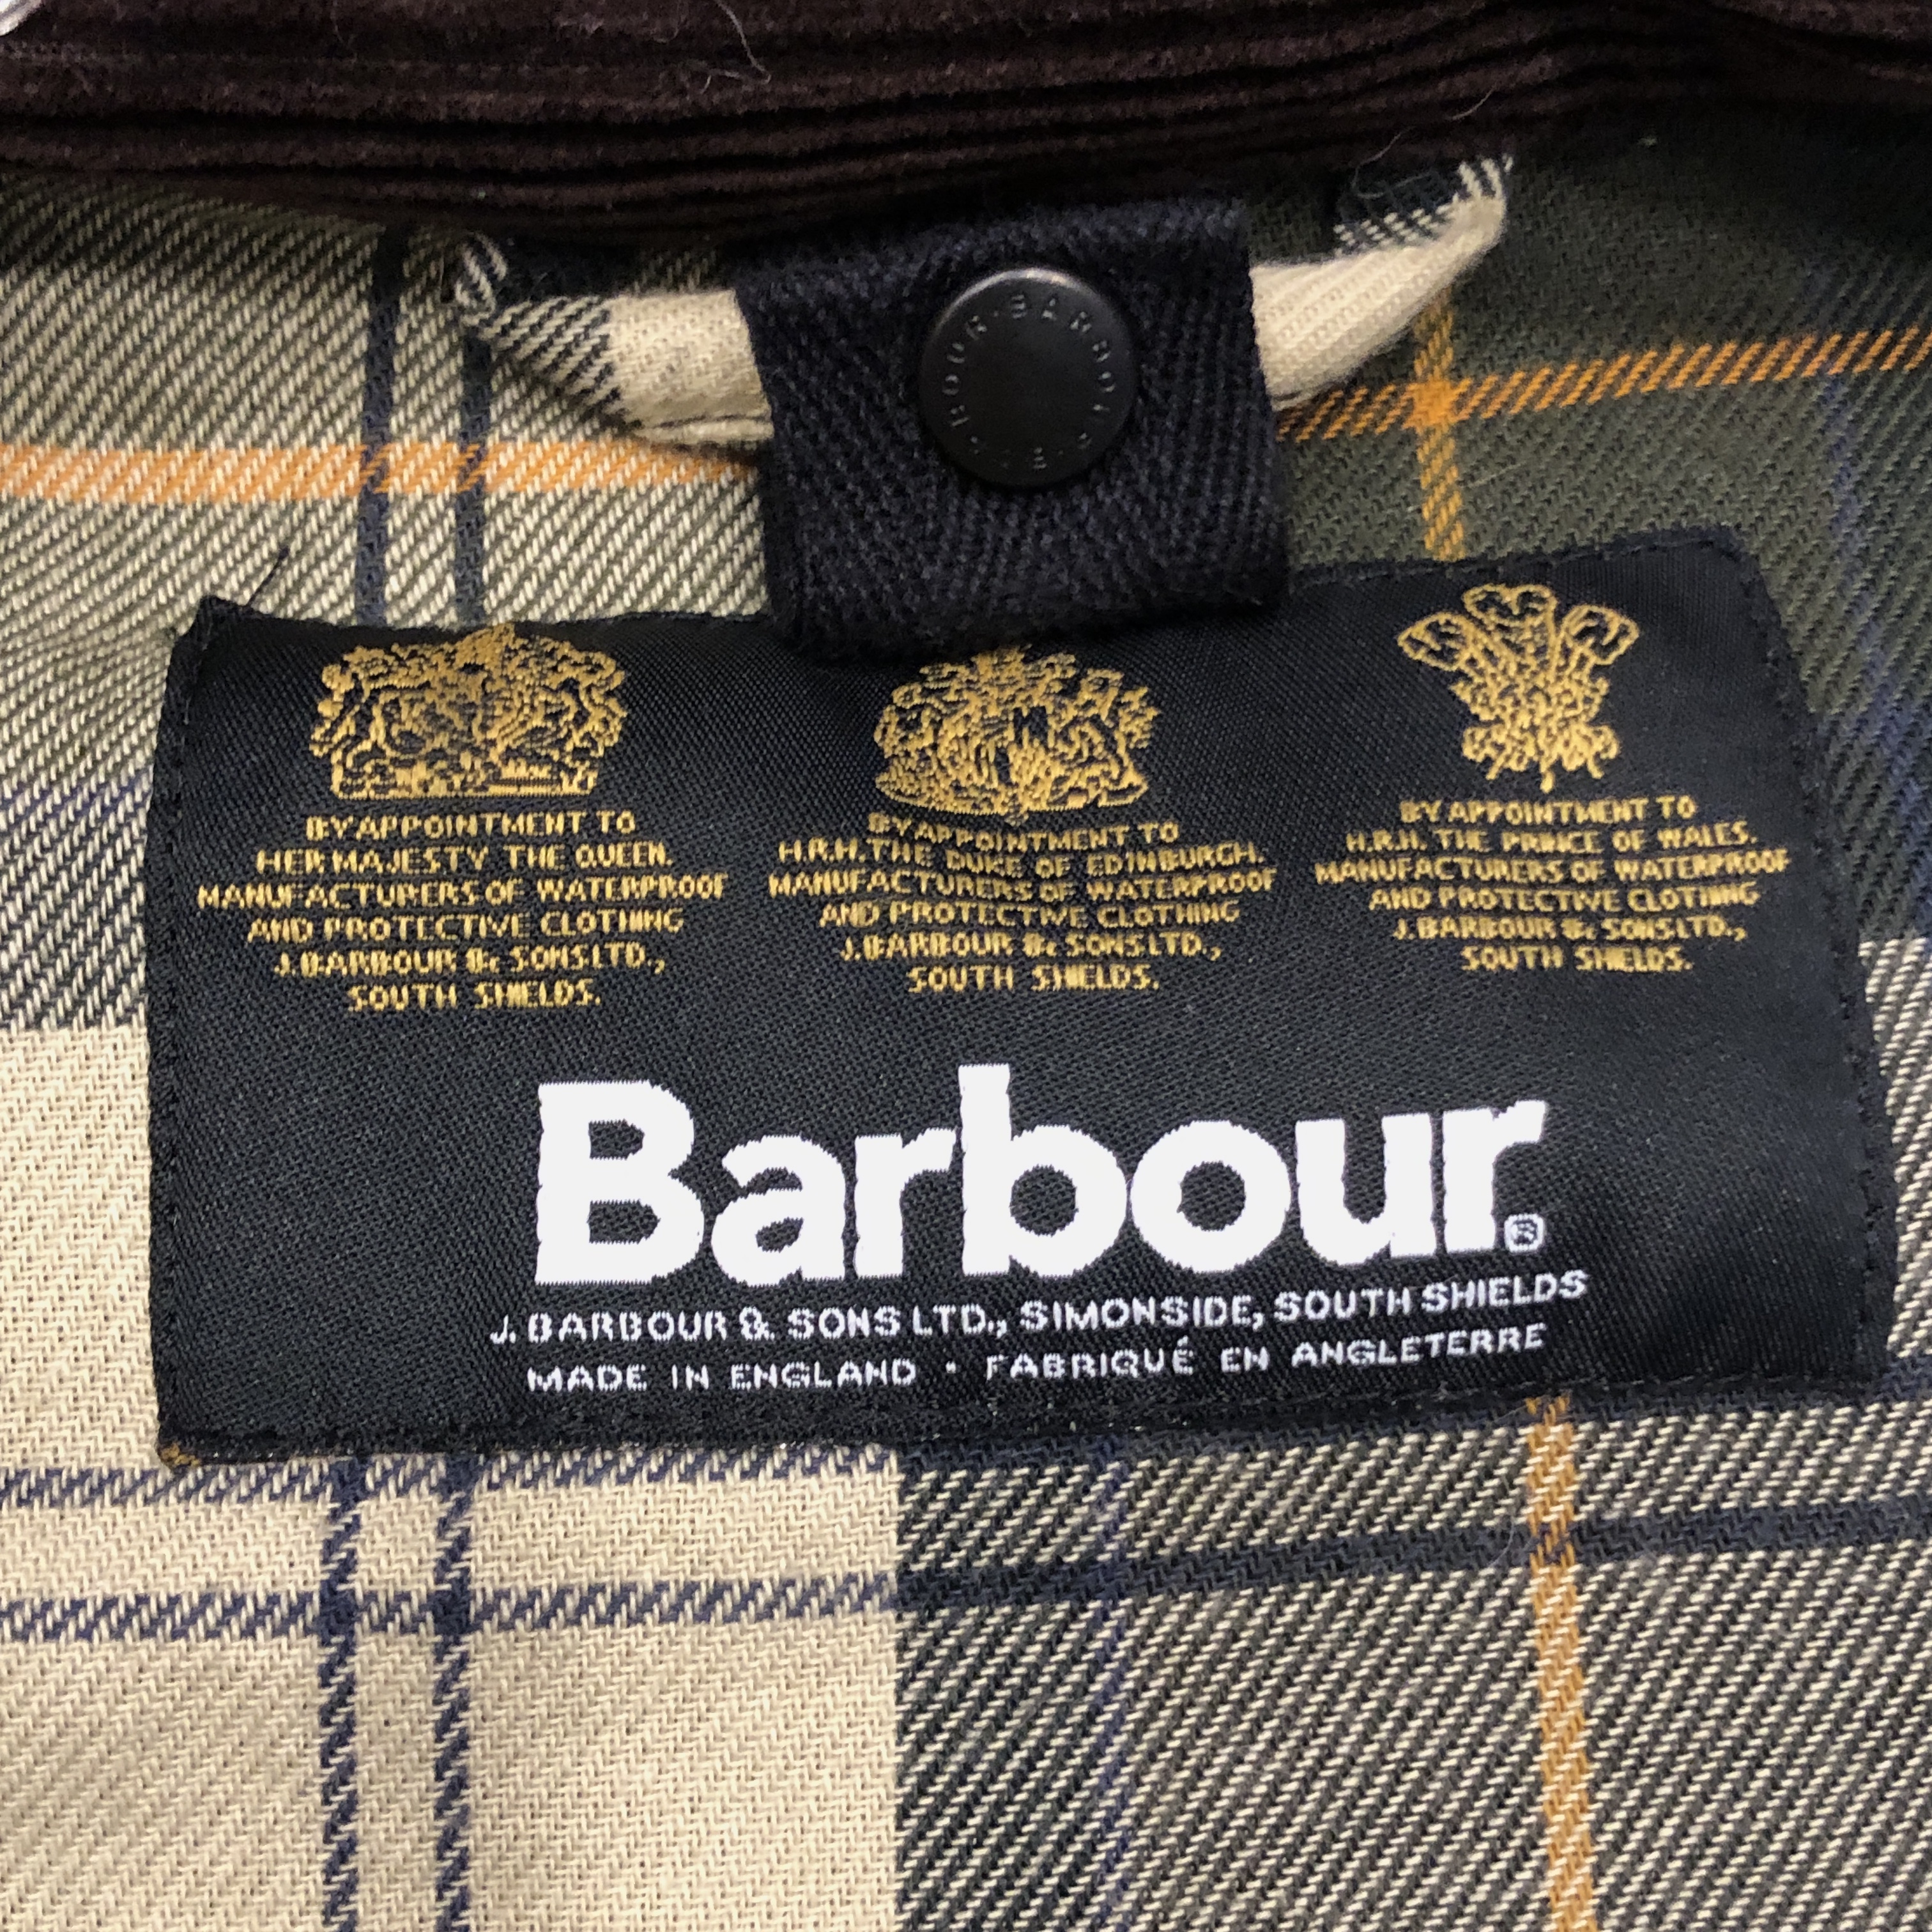 BARBOUR · BARBOUR ·
BY APPOINTMENT TO
HER MAJESTY THE QUEEN.
MANUFACTURERS OF WATERPROOF
AND PROTECTIVE CLOTHING
J. BARBOUR & SONS LTD.,
SOUTH SHIELDS.
BY APPOINTMENT TO
H.R.H. THE DUKE OF EDINBURGH.
MANUFACTURERS OF WATERPROOF
AND PROTECTIVE CLOTHING
J. BARBOUR & SONS LTD.,
SOUTH SHIELDS.
BY APPOINTMENT TO
H.R.H. THE PRINCE OF WALES.
MANUFACTURERS OF WATERPROOF
AND PROTECTIVE CLOTHING
J. BARBOUR & SONS LTD.,
SOUTH SHIELDS.
Barbour®
J. BARBOUR & SONS LTD., SIMONSIDE, SOUTH SHIELDS
MADE IN ENGLAND · FABRIQUÉ EN ANGLETERRE